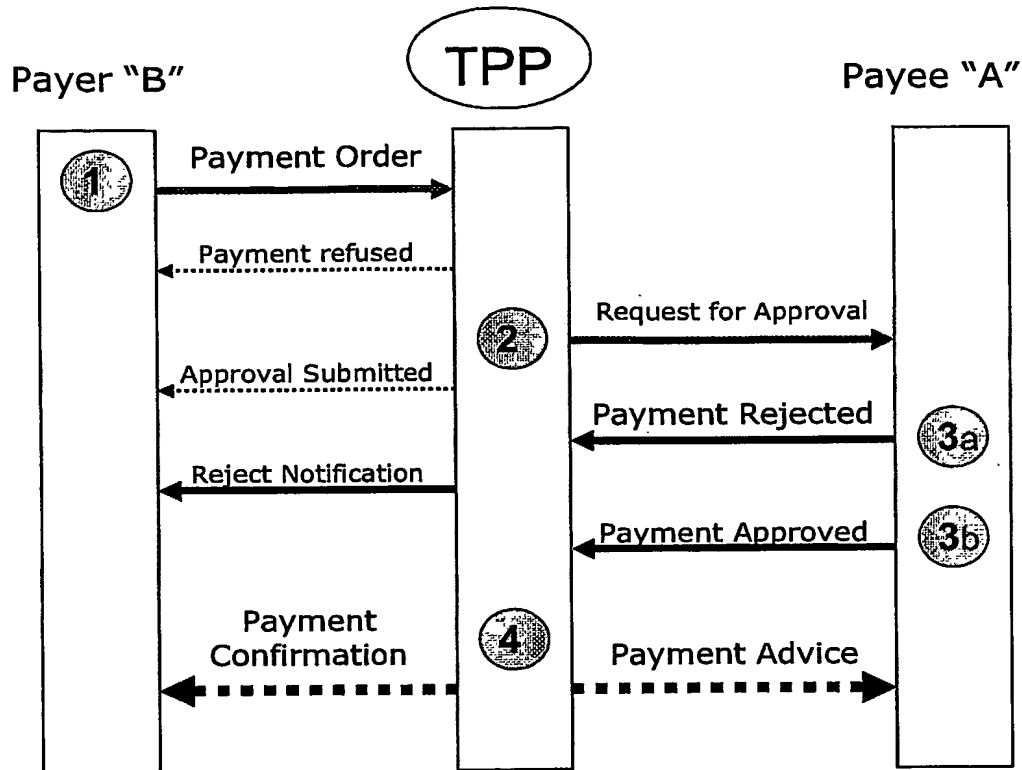 TPP
Payer “B”
Payee “A”
1
Payment Order
Payment refused
2
Request for Approval
Approval Submitted
Payment Rejected
3a
Reject Notification
Payment Approved
3b
Payment
Confirmation
4
Payment Advice